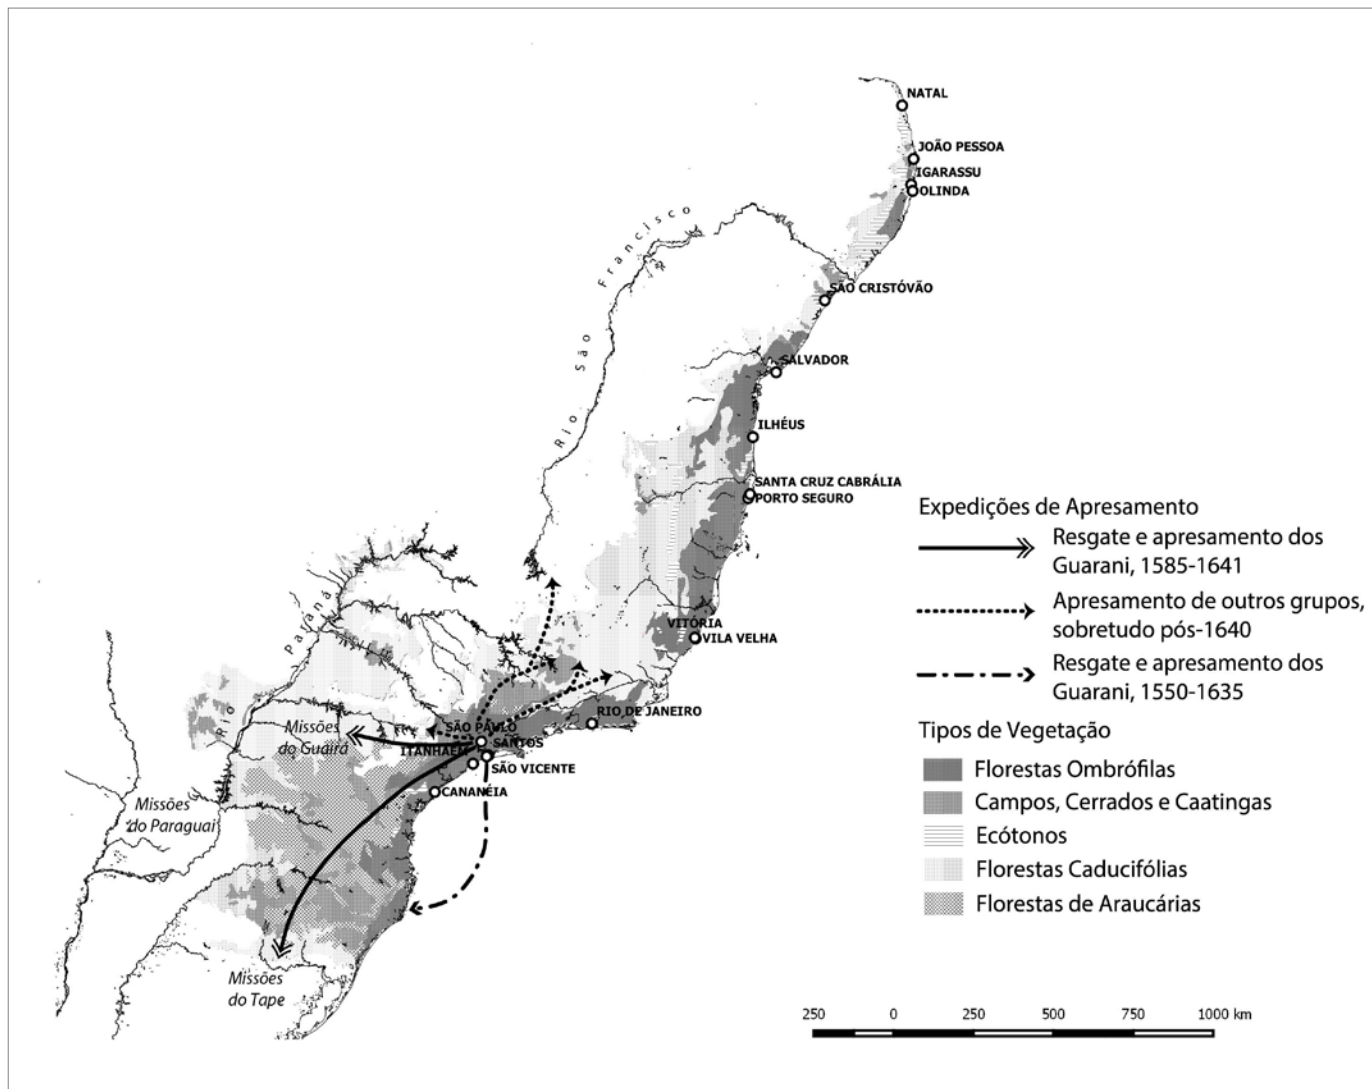 NATAL
JOÃO PESSOA
IGARASSU
OLINDA
Rio São Francisco
SÃO CRISTÓVÃO
SALVADOR
ILHÉUS
SANTA CRUZ CABRÁLIA
PORTO SEGURO
VITÓRIA
VILA VELHA
Rio Paraná
RIO DE JANEIRO
SÃO PAULO
SANTOS
ITANHAÉM
SÃO VICENTE
CANANÉIA
Missões
do Guairá
Missões
do Paraguai
Missões
do Tape
Expedições de Apresamento
Resgate e apresamento dos
Guarani, 1585-1641
Apresamento de outros grupos,
sobretudo pós-1640
Resgate e apresamento dos
Guarani, 1550-1635
Tipos de Vegetação
Florestas Ombrófilas
Campos, Cerrados e Caatingas
Ecótonos
Florestas Caducifólias
Florestas de Araucárias
250 0 250 500 750 1000 km